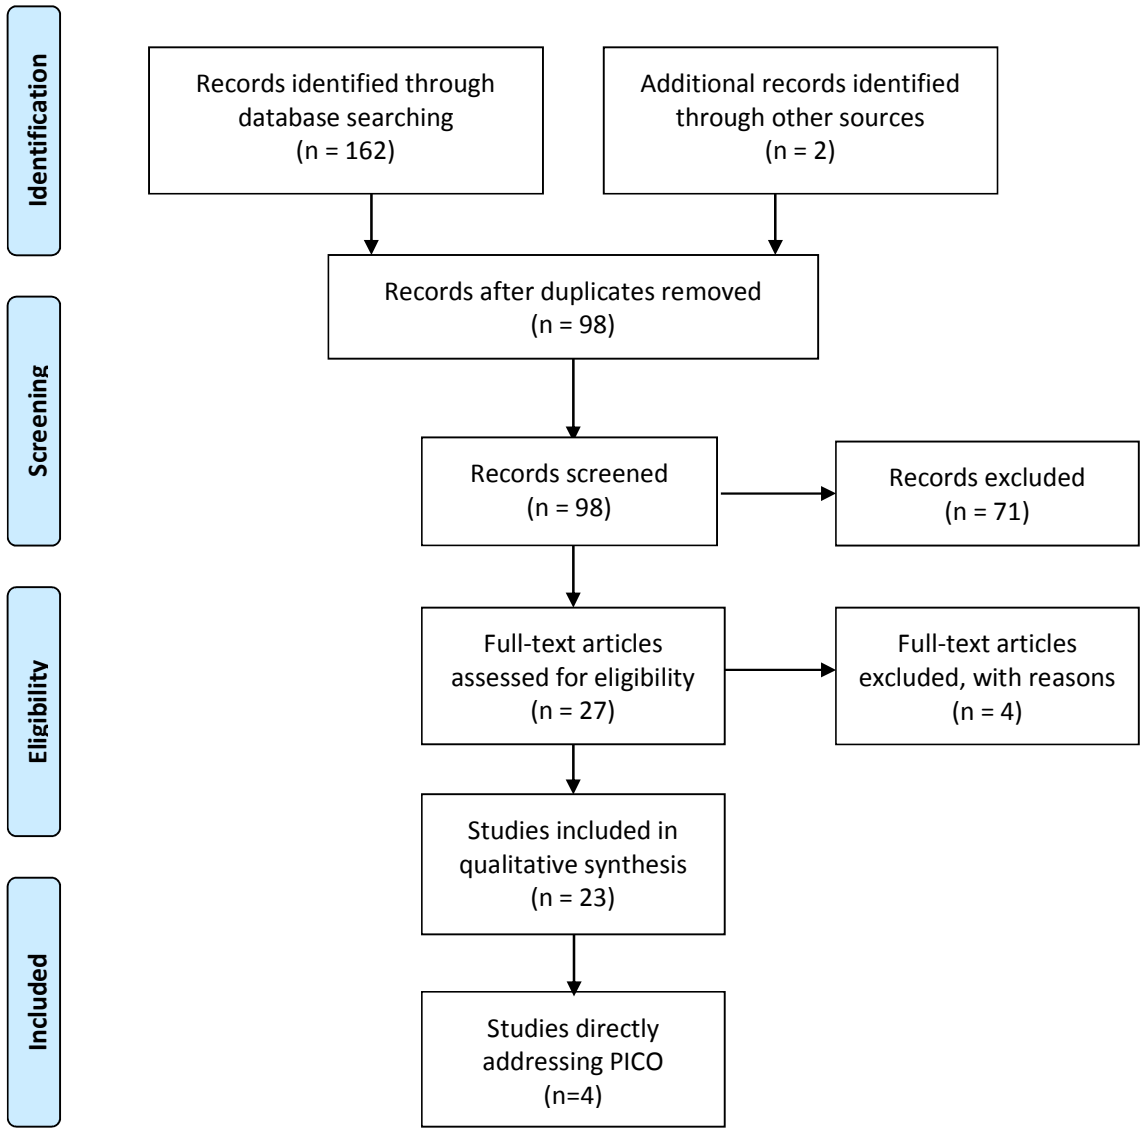 Identification
Records identified through
database searching
(n = 162)
Additional records identified
through other sources
(n = 2)
Records after duplicates removed
(n = 98)
Screening
Records screened
(n = 98)
Records excluded
(n = 71)
Eligibility
Full-text articles
assessed for eligibility
(n = 27)
Full-text articles
excluded, with reasons
(n = 4)
Studies included in
qualitative synthesis
(n = 23)
Included
Studies directly
addressing PICO
(n=4)